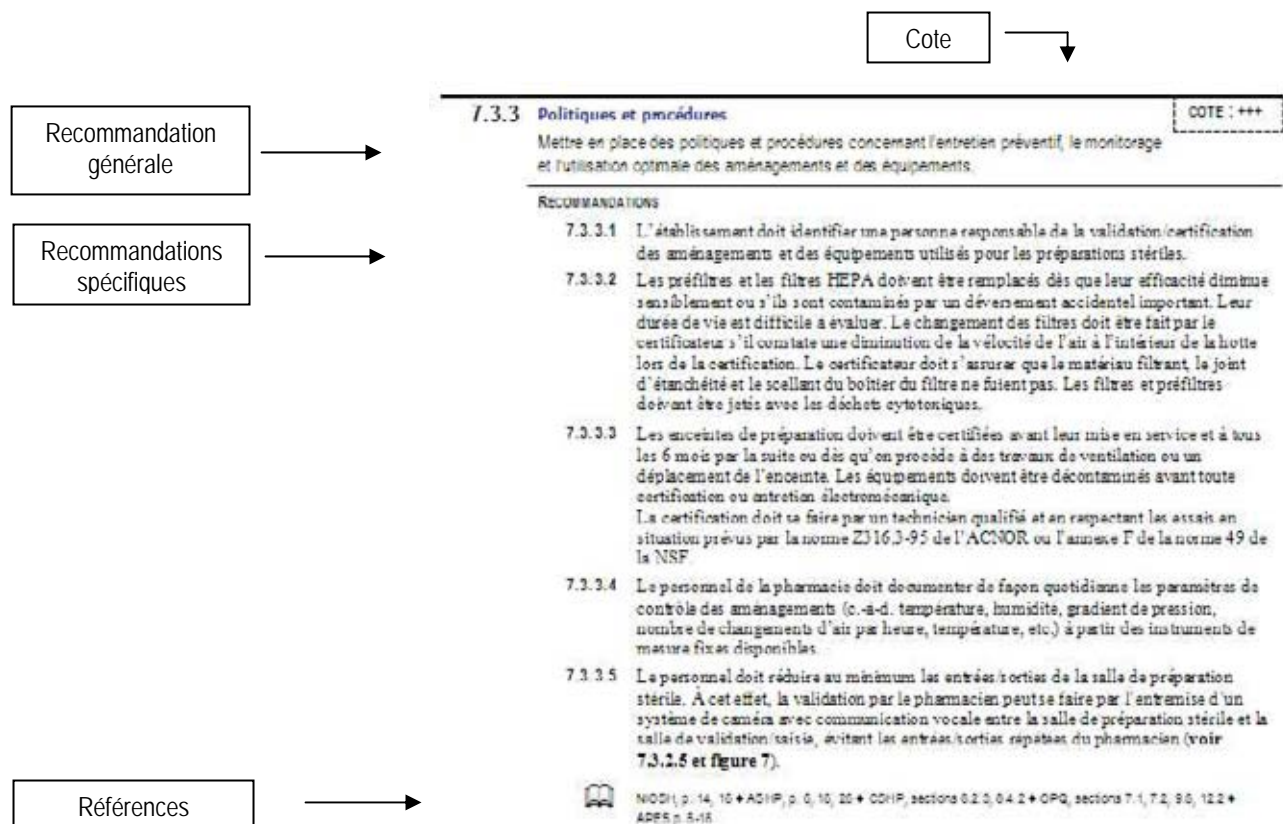 Cote
Recommandation
générale
Recommandations
spécifiques
Références
7.3.3 Politiques et procédures
COTE : +++
Mettre en place des politiques et procédures concernant l'entretien préventif, le monitorage
et l'utilisation optimale des aménagements et des équipements.
RECOMMANDATIONS
7.3.3.1 L'établissement doit identifier une personne responsable de la validation/certification
des aménagements et des équipements utilisés pour les préparations stériles.
7.3.3.2 Les préfiltres et les filtres HEPA doivent être remplacés dès que leur efficacité diminue
sensiblement ou s'ils sont contaminés par un déversement accidentel important. Leur
durée de vie est difficile à évaluer. Le changement des filtres doit être fait par le
certificateur s'il constate une diminution de la vélocité de l'air à l'intérieur de la hotte
lors de la certification. Le certificateur doit s'assurer que le matériau filtrant, le joint
d'étanchéité et le scellant du boîtier du filtre ne fuient pas. Les filtres et préfiltres
doivent être jetés avec les déchets cytotoxiques.
7.3.3.3 Les enceintes de préparation doivent être certifiées avant leur mise en service et à tous
les 6 mois par la suite ou dès qu'on procède à des travaux de ventilation ou un
déplacement de l'enceinte. Les équipements doivent être décontaminés avant toute
certification ou entretien électromécanique.
La certification doit se faire par un technicien qualifié et en respectant les essais en
situation prévus par la norme Z316.3-95 de l'ACNOR ou l'annexe F de la norme 49 de
la NSF.
7.3.3.4 Le personnel de la pharmacie doit documenter de façon quotidienne les paramètres de
contrôle des aménagements (c.-à-d. température, humidité, gradient de pression,
nombre de changements d'air par heure, température, etc.) à partir des instruments de
mesure fixes disponibles.
7.3.3.5 Le personnel doit réduire au minimum les entrées/sorties de la salle de préparation
stérile. À cet effet, la validation par le pharmacien peut se faire par l'entremise d'un
système de caméra avec communication vocale entre la salle de préparation stérile et la
salle de validation/saisie, évitant les entrées/sorties répétées du pharmacien (voir
7.3.2.5 et figure 7).
NIOSH, p. 14, ♦ ASHP, p. ♦ CSHP, sections ♦ OPQ, sections 7.1, 7.2, 12.2 ♦
APES p.